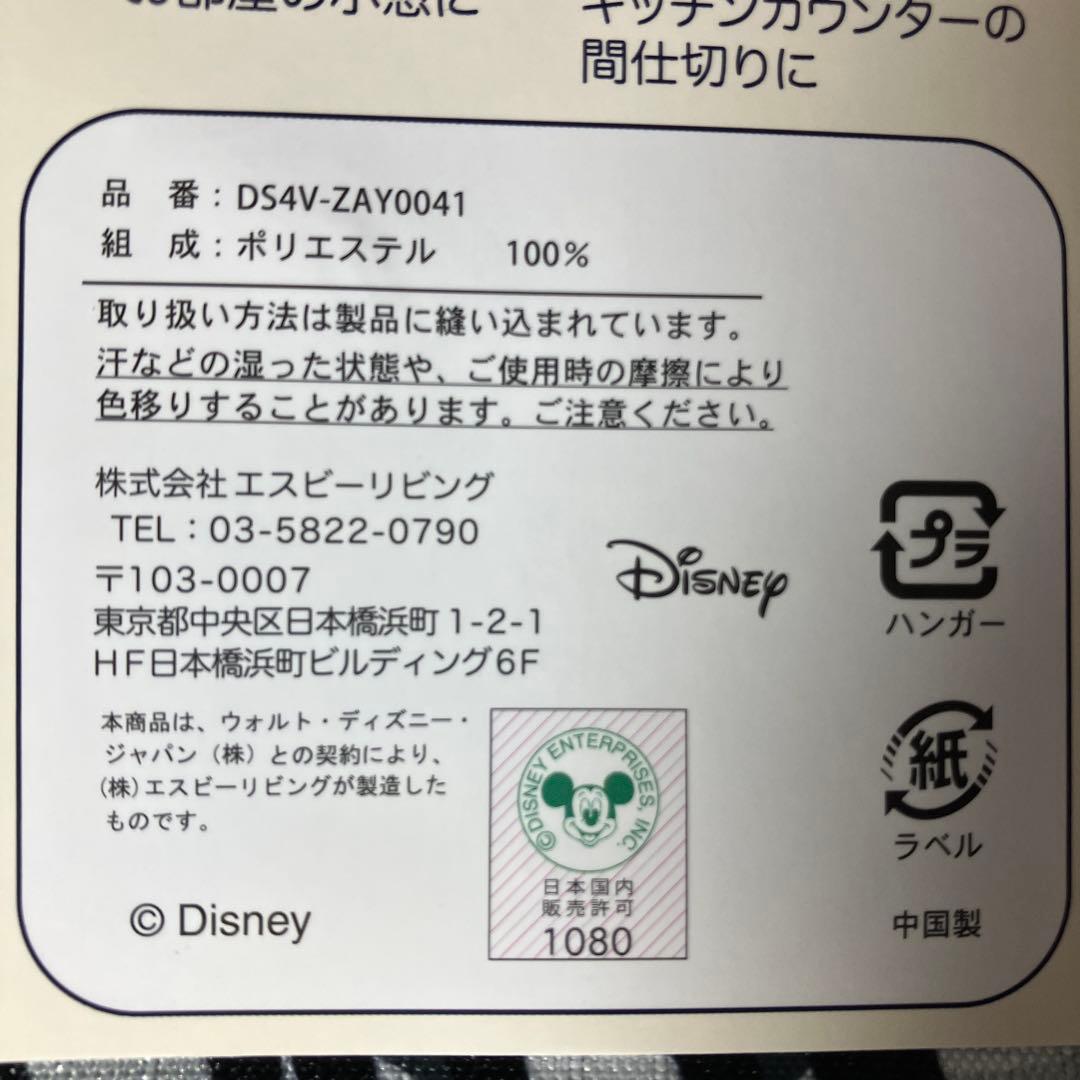 お部屋の小窓に
キッチンカウンターの
間仕切りに
品 番：DS4V-ZAY0041
組 成：ポリエステル 100%
取り扱い方法は製品に縫い込まれています。
汗などの湿った状態や、ご使用時の摩擦により
色移りすることがあります。ご注意ください。
株式会社 エスビーリビング
TEL：03-5822-0790
〒103-0007
東京都中央区日本橋浜町 1-2-1
HF日本橋浜町ビルディング6F
Disney
プラ
ハンガー
本商品は、ウォルト・ディズニー・
ジャパン（株）との契約により、
(株)エスビーリビングが製造した
ものです。
© Disney
©DISNEY ENTERPRISES, INC.
日本国内
販売許可
1080
紙
ラベル
中国製